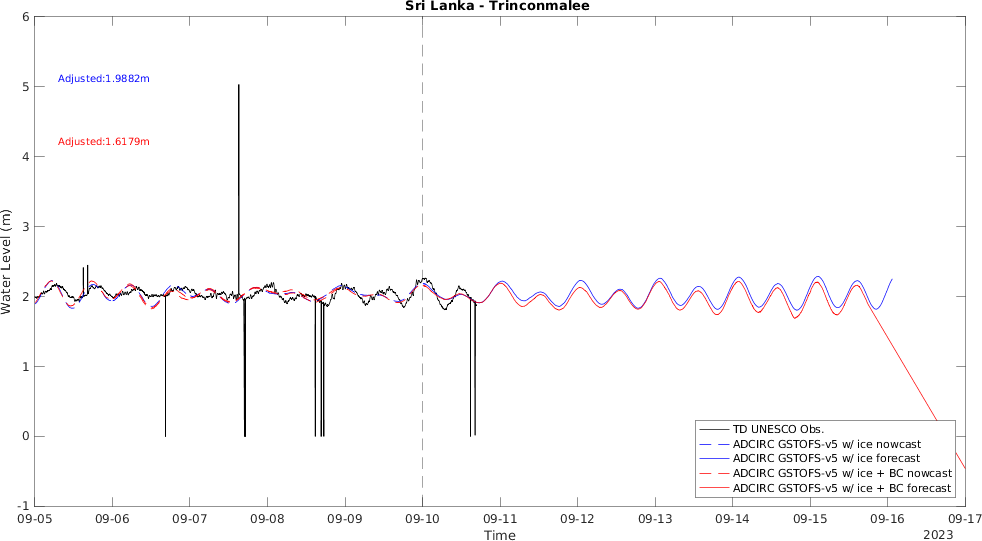 Sri Lanka - Trinconmalee
6
5
4
3
2
1
0
-1
Water Level (m)
Adjusted:1.9882m
Adjusted:1.6179m
TD UNESCO Obs.
ADCIRC GSTOFS-v5 w/ ice nowcast
ADCIRC GSTOFS-v5 w/ ice forecast
ADCIRC GSTOFS-v5 w/ ice + BC nowcast
ADCIRC GSTOFS-v5 w/ ice + BC forecast
09-05 09-06 09-07 09-08 09-09 09-10 09-11 09-12 09-13 09-14 09-15 09-16 09-17
Time
2023